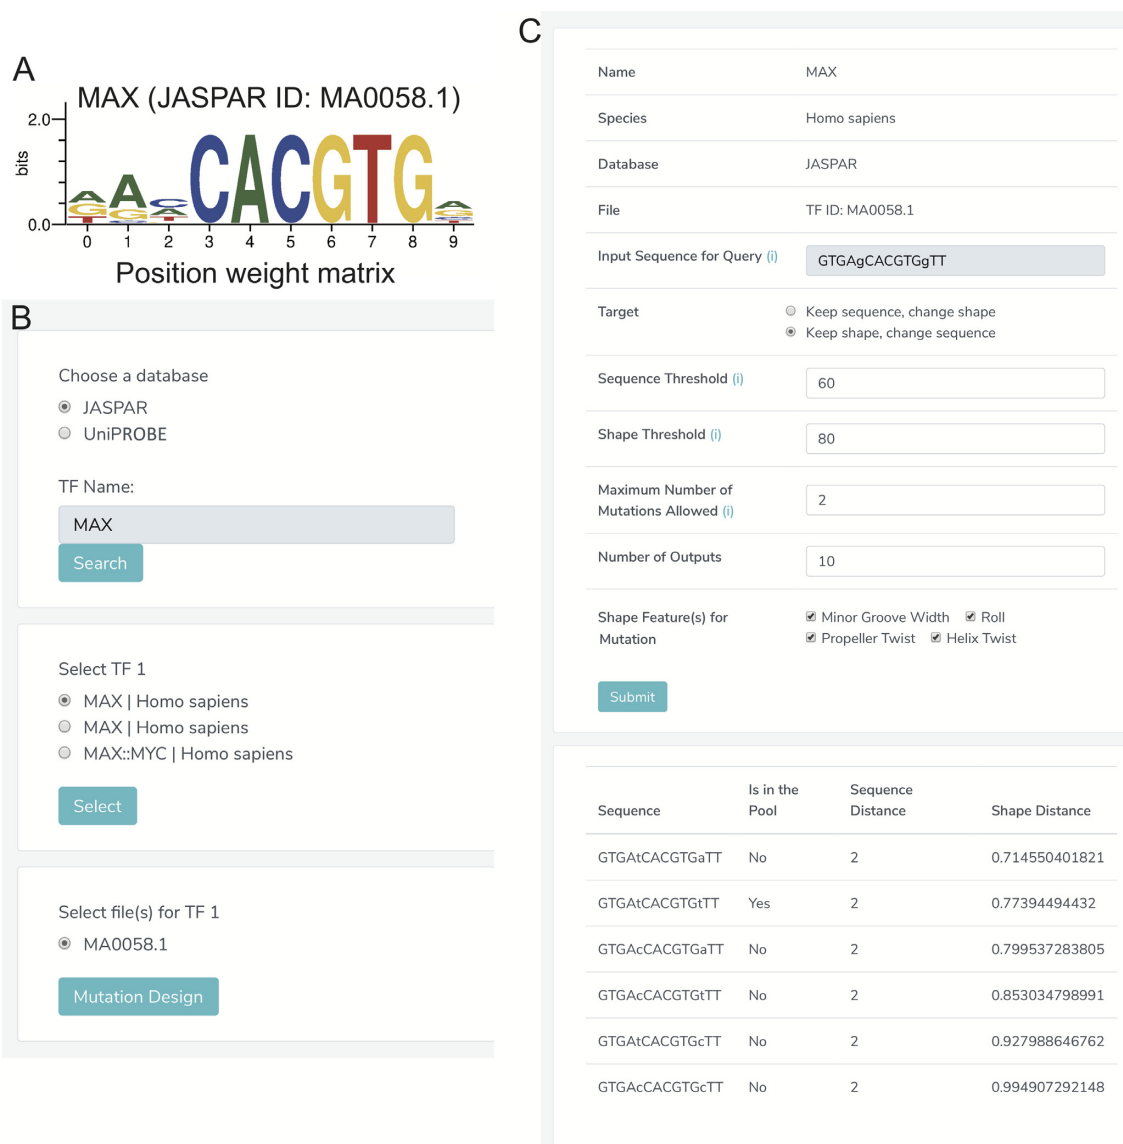 A
MAX (JASPAR ID: MA0058.1)
2.0
bits
CACGTG
0.0
0 1 2 3 4 5 6 7 8 9
Position weight matrix
B
Choose a database
JASPAR
UniPROBE
TF Name:
MAX
Search
Select TF 1
MAX | Homo sapiens
MAX | Homo sapiens
MAX::MYC | Homo sapiens
Select
Select file(s) for TF 1
MA0058.1
Mutation Design
C
Name MAX
Species Homo sapiens
Database JASPAR
File TF ID: MA0058.1
Input Sequence for Query (i) GTGAgCACGTGgTT
Target Keep sequence, change shape
Keep shape, change sequence
Sequence Threshold (i) 60
Shape Threshold (i) 80
Maximum Number of
Mutations Allowed (i) 2
Number of Outputs 10
Shape Feature(s) for Minor Groove Width Roll
Mutation Propeller Twist Helix Twist
Submit
Is in the Sequence
Sequence Pool Distance Shape Distance
GTGAtCACGTGaTT No 2 0.714550401821
GTGAtCACGTGtTT Yes 2 0.77394494432
GTGAcCACGTGaTT No 2 0.799537283805
GTGAcCACGTGtTT No 2 0.853034798991
GTGAtCACGTGcTT No 2 0.927988646762
GTGAcCACGTGcTT No 2 0.994907292148